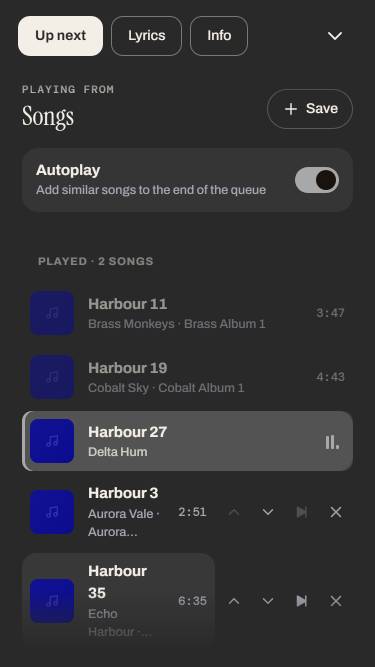 Up next
Lyrics
Info
PLAYING FROM
Songs
Save
Autoplay
Add similar songs to the end of the queue
PLAYED · 2 SONGS
Harbour 11
Brass Monkeys · Brass Album 1
3:47
Harbour 19
Cobalt Sky · Cobalt Album 1
4:43
Harbour 27
Delta Hum
Harbour 3
Aurora Vale ·
Aurora...
2:51
Harbour
35
Echo
Harbour ·...
6:35